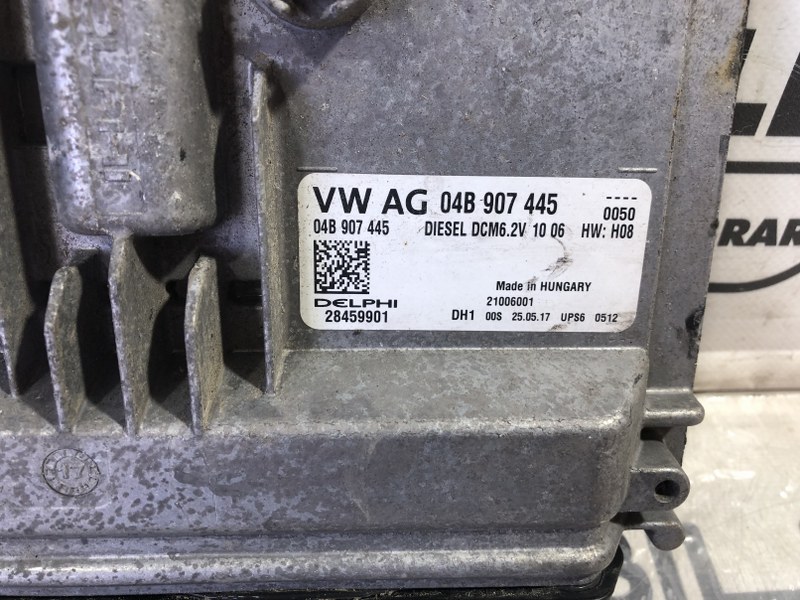 VW AG 04B 907 445 ----
0050
04B 907 445 DIESEL DCM6.2V 10 06 HW: H08
Made in HUNGARY
DELPHI 21006001
28459901 DH1 00S 25.05.17 UPS6 0512